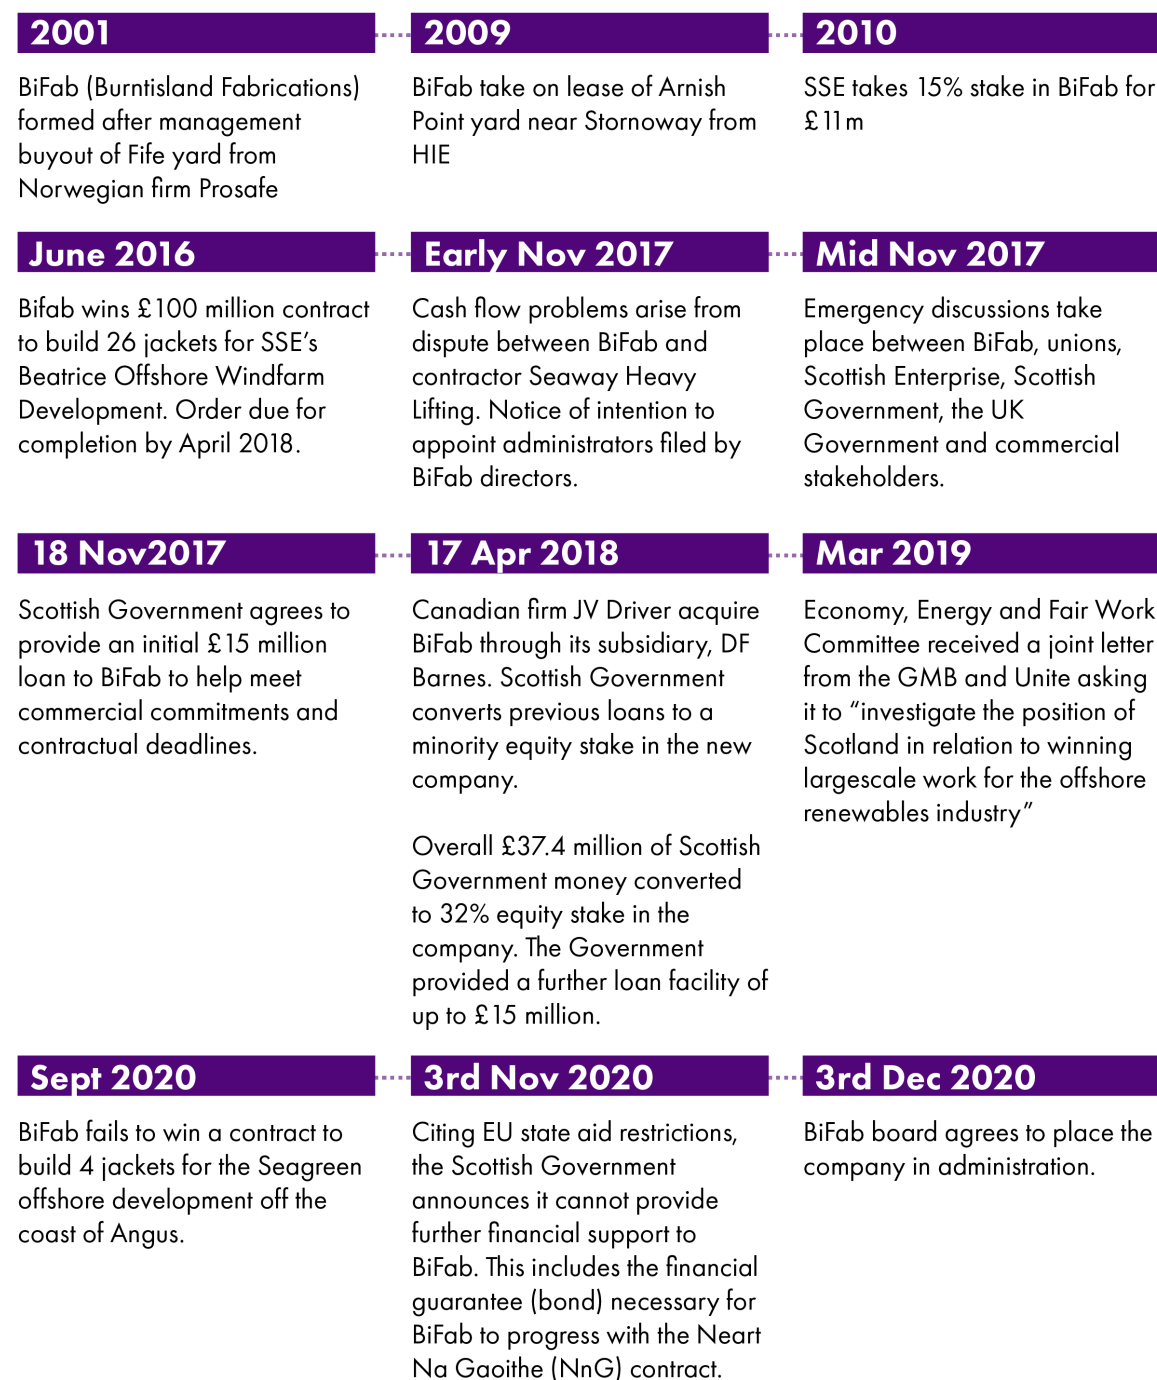 2001
BiFab (Burntisland Fabrications)
formed after management
buyout of Fife yard from
Norwegian firm Prosafe
2009
BiFab take on lease of Arnish
Point yard near Stornoway from
HIE
2010
SSE takes 15% stake in BiFab for
£11m
June 2016
Bifab wins £100 million contract
to build 26 jackets for SSE’s
Beatrice Offshore Windfarm
Development. Order due for
completion by April 2018.
Early Nov 2017
Cash flow problems arise from
dispute between BiFab and
contractor Seaway Heavy
Lifting. Notice of intention to
appoint administrators filed by
BiFab directors.
Mid Nov 2017
Emergency discussions take
place between BiFab, unions,
Scottish Enterprise, Scottish
Government, the UK
Government and commercial
stakeholders.
18 Nov2017
Scottish Government agrees to
provide an initial £15 million
loan to BiFab to help meet
commercial commitments and
contractual deadlines.
17 Apr 2018
Canadian firm JV Driver acquire
BiFab through its subsidiary, DF
Barnes. Scottish Government
converts previous loans to a
minority equity stake in the new
company.
Overall £37.4 million of Scottish
Government money converted
to 32% equity stake in the
company. The Government
provided a further loan facility of
up to £15 million.
Mar 2019
Economy, Energy and Fair Work
Committee received a joint letter
from the GMB and Unite asking
it to “investigate the position of
Scotland in relation to winning
largescale work for the offshore
renewables industry”
Sept 2020
BiFab fails to win a contract to
build 4 jackets for the Seagreen
offshore development off the
coast of Angus.
3rd Nov 2020
Citing EU state aid restrictions,
the Scottish Government
announces it cannot provide
further financial support to
BiFab. This includes the financial
guarantee (bond) necessary for
BiFab to progress with the Neart
Na Gaoithe (NnG) contract.
3rd Dec 2020
BiFab board agrees to place the
company in administration.